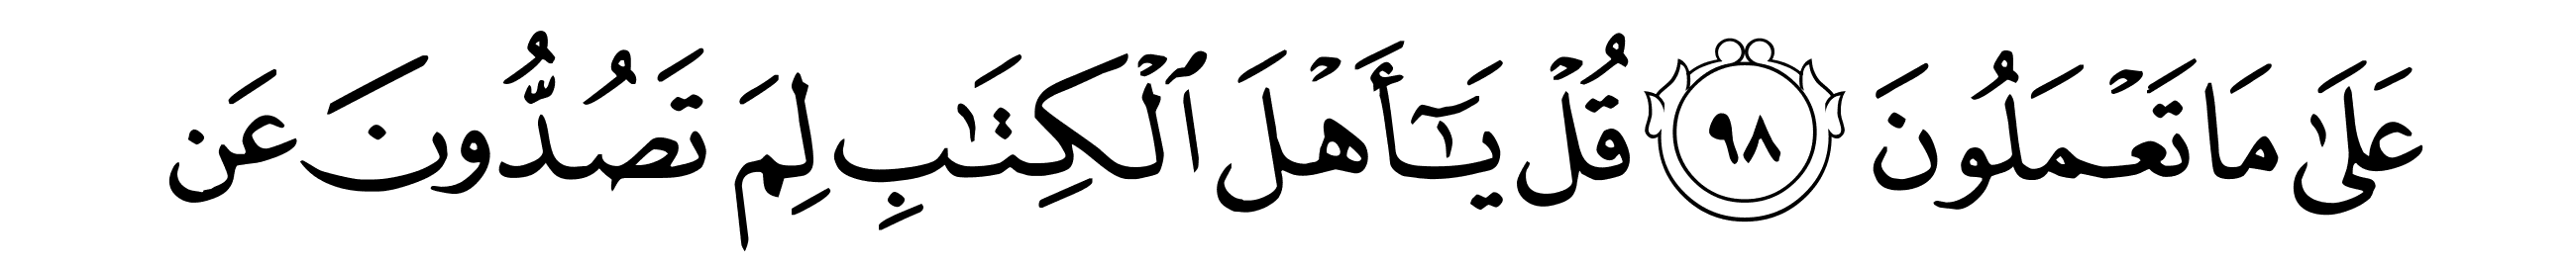 عَلَىٰ مَا تَعۡمَلُونَ ٩٨ قُلۡ يَـٰٓأَهۡلَ ٱلۡكِتَـٰبِ لِمَ تَصُدُّونَ عَن